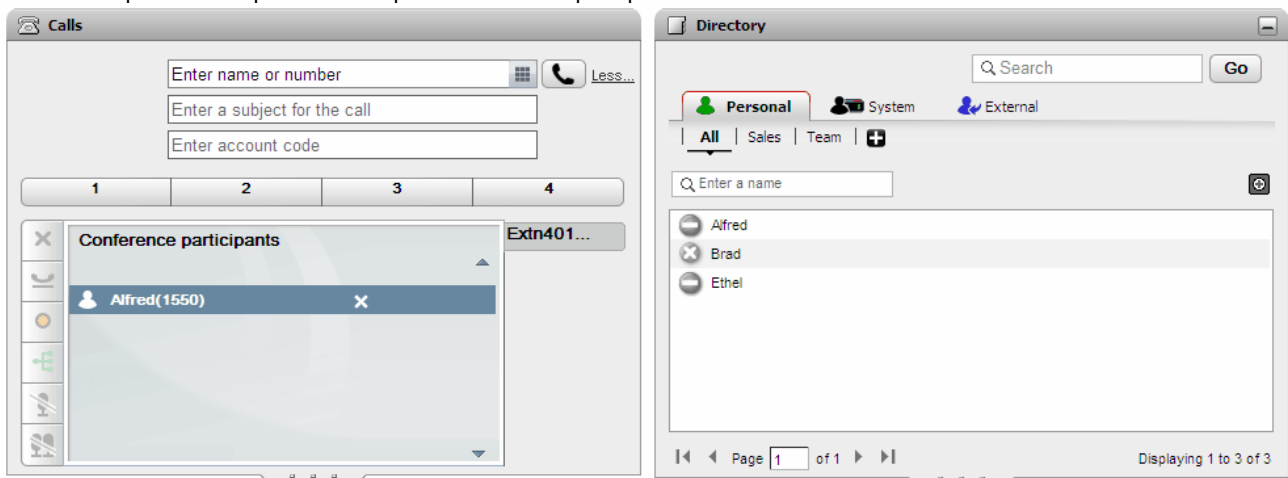 Calls
Enter name or number
Less...
Enter a subject for the call
Enter account code
1 2 3 4
Conference participants
Extn401...
Alfred(1550)
Directory
Search
Go
Personal System External
All Sales Team
Enter a name
Alfred
Brad
Ethel
Page 1 of 1
Displaying 1 to 3 of 3